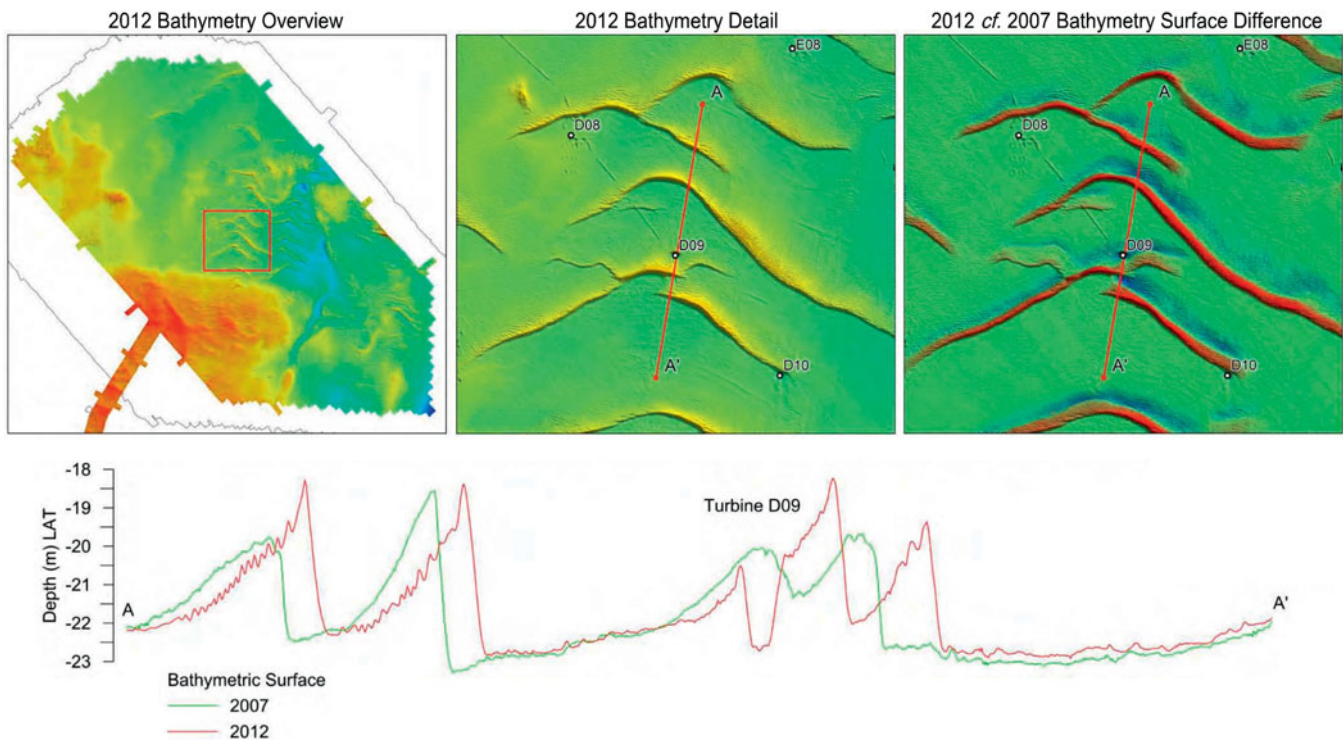 2012 Bathymetry Overview
2012 Bathymetry Detail
2012 cf. 2007 Bathymetry Surface Difference
E08
A
D08
D09
A'
D10
E08
A
D08
D09
A'
D10
-18
-19
-20
-21
-22
-23
Depth (m) LAT
A
Turbine D09
A'
Bathymetric Surface
2007
2012